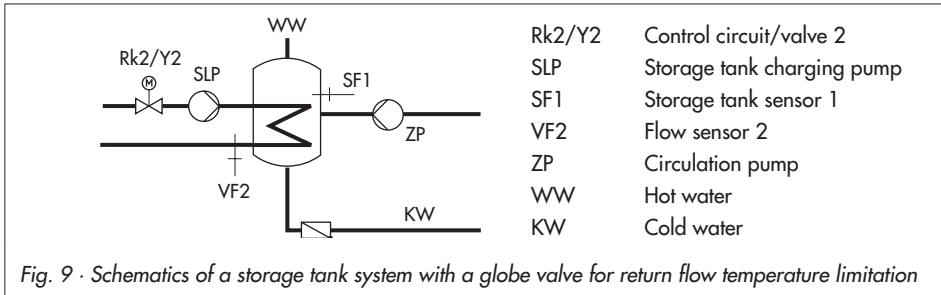 WW
Rk2/Y2
M
SLP
SF1
ZP
VF2
KW
Rk2/Y2 Control circuit/valve 2
SLP Storage tank charging pump
SF1 Storage tank sensor 1
VF2 Flow sensor 2
ZP Circulation pump
WW Hot water
KW Cold water
Fig. 9 · Schematics of a storage tank system with a globe valve for return flow temperature limitation